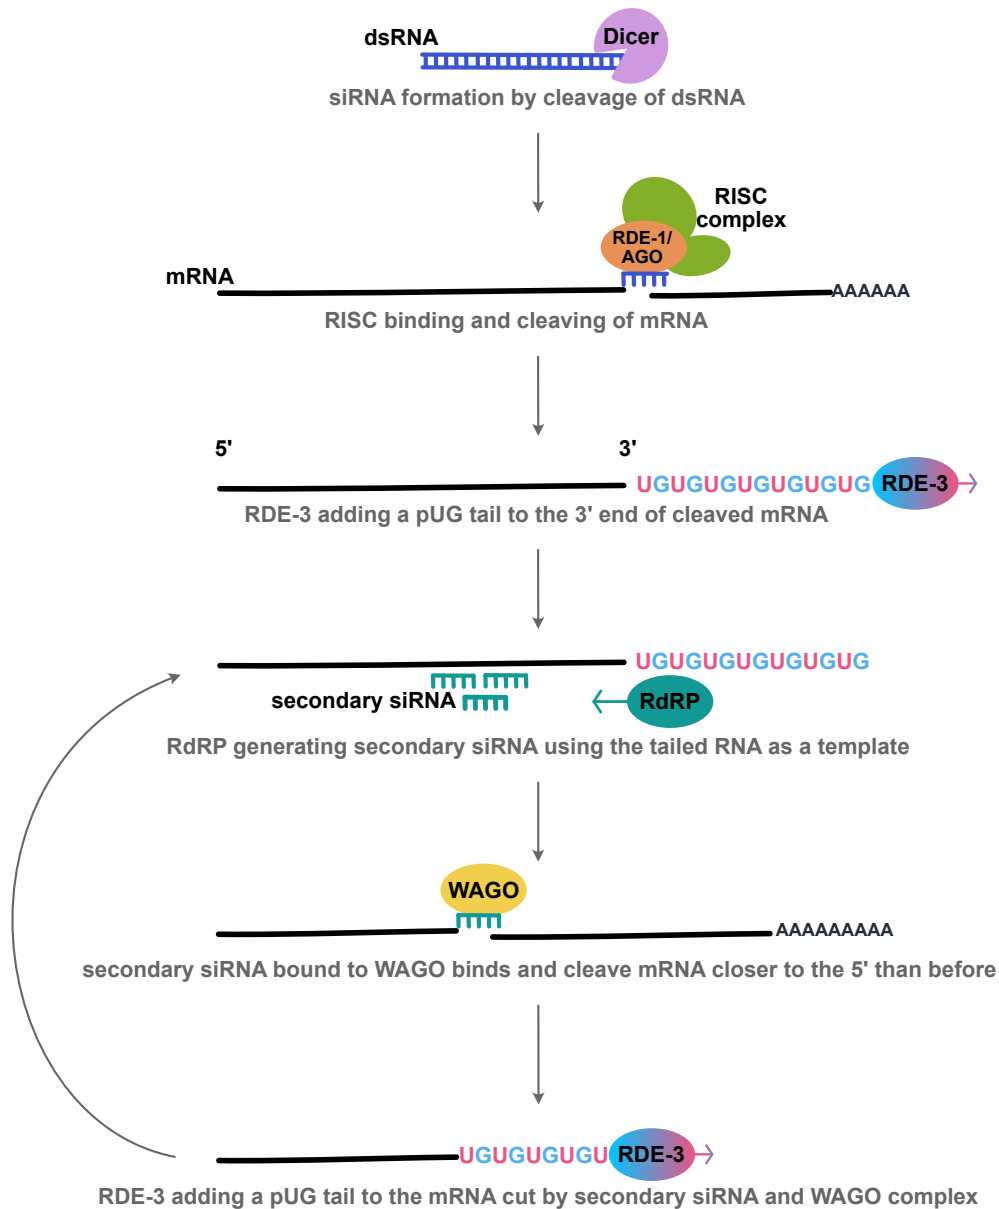 dsRNA
Dicer
siRNA formation by cleavage of dsRNA
RISC
complex
RDE-1/
AGO
mRNA
AAAAAA
RISC binding and cleaving of mRNA
5'
3'
UGUGUGUGUGUGUG
RDE-3
RDE-3 adding a pUG tail to the 3' end of cleaved mRNA
UGUGUGUGUGUGUG
secondary siRNA
RdRP
RdRP generating secondary siRNA using the tailed RNA as a template
WAGO
AAAAAAAAA
secondary siRNA bound to WAGO binds and cleave mRNA closer to the 5' than before
UGUGUGUGU
RDE-3
RDE-3 adding a pUG tail to the mRNA cut by secondary siRNA and WAGO complex